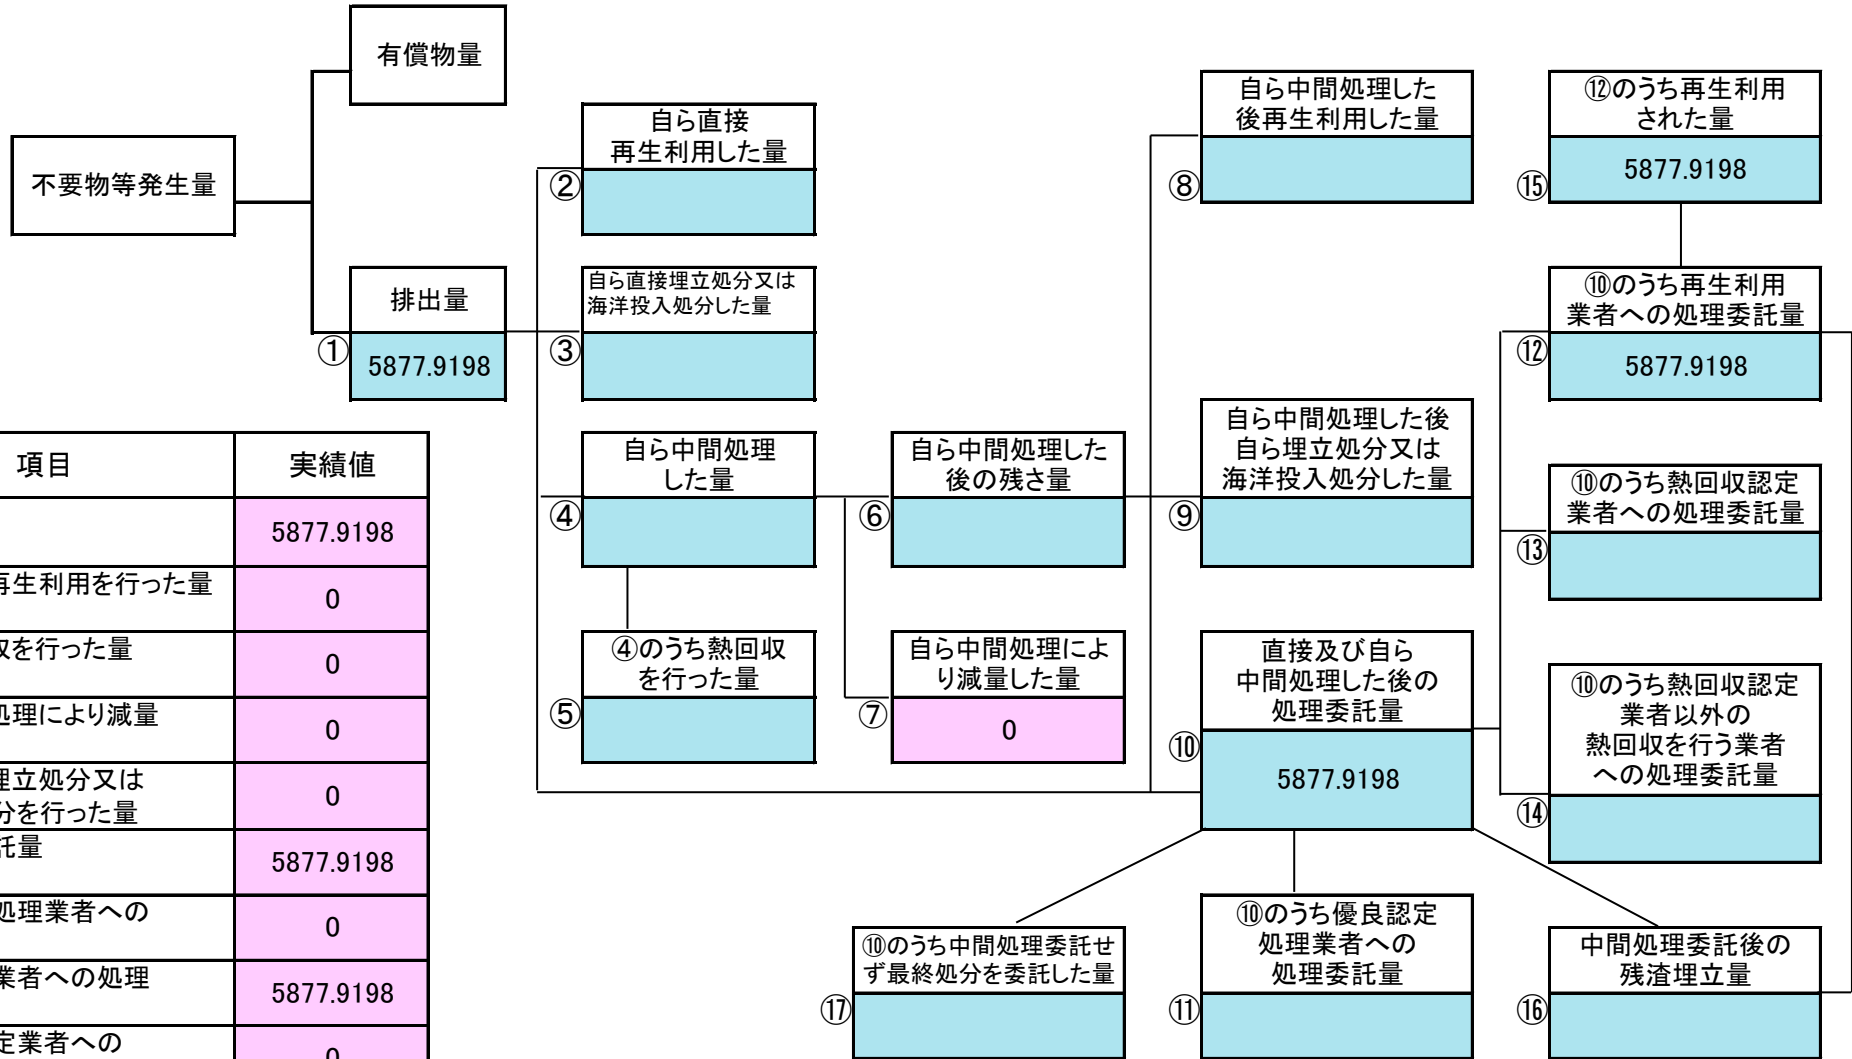 有償物量
不要物等発生量
排出量
①
5877.9198
自ら直接
再生利用した量
②
自ら直接埋立処分又は
海洋投入処分した量
③
自ら中間処理
した量
④
④のうち熱回収
を行った量
⑤
自ら中間処理した
後の残さ量
⑥
自ら中間処理によ
り減量した量
⑦
0
自ら中間処理した
後再生利用した量
⑧
自ら中間処理した後
自ら埋立処分又は
海洋投入処分した量
⑨
直接及び自ら
中間処理した後の
処理委託量
⑩
5877.9198
⑫のうち再生利用
された量
⑮
5877.9198
⑩のうち再生利用
業者への処理委託量
⑫
5877.9198
⑩のうち熱回収認定
業者への処理委託量
⑬
⑩のうち熱回収認定
業者以外の
熱回収を行う業者
への処理委託量
⑭
⑩のうち中間処理委託せ
ず最終処分を委託した量
⑰
⑩のうち優良認定
処理業者への
処理委託量
⑪
中間処理委託後の
残渣埋立量
⑯
項目 実績値
5877.9198
再生利用を行った量 0
を行った量 0
処理により減量 0
埋立処分又は
分を行った量 0
託量 5877.9198
処理業者への 0
業者への処理 5877.9198
定業者への 0